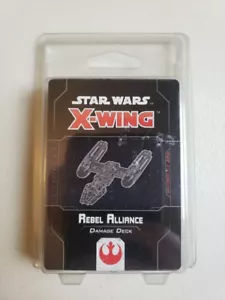 STAR WARS
X-WING
REBEL ALLIANCE
DAMAGE DECK